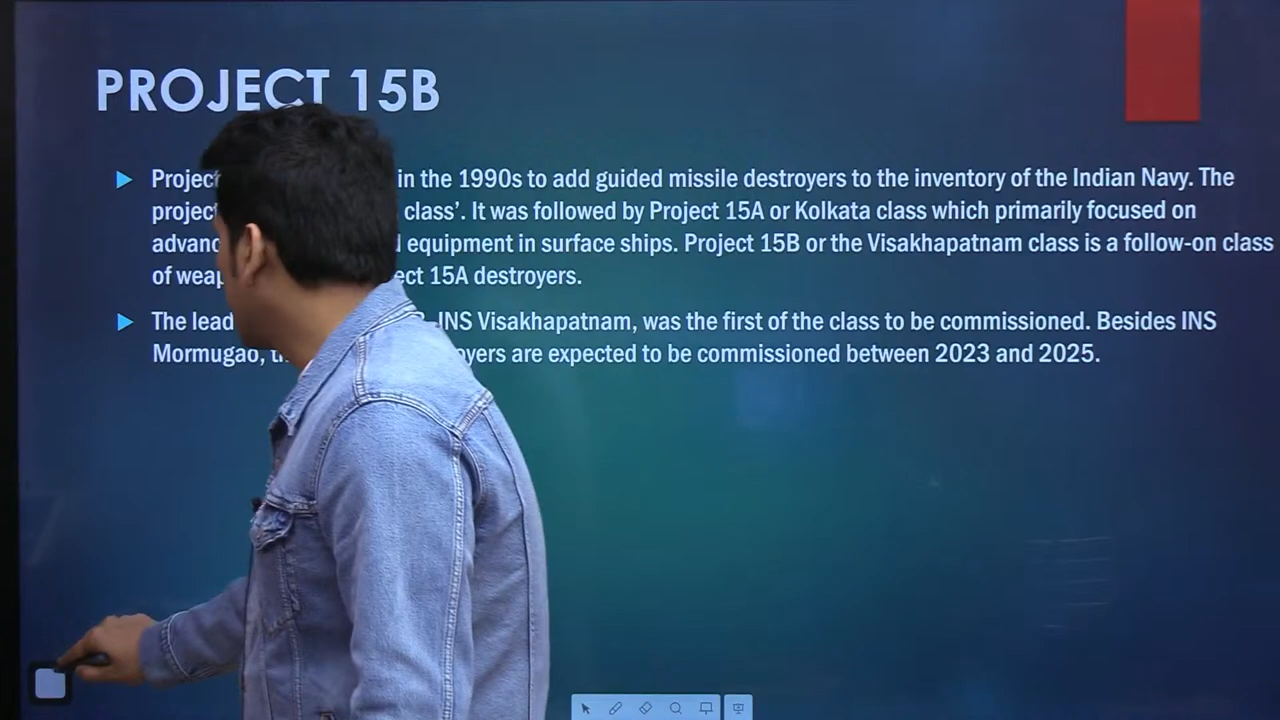 PROJECT 15B
Project in the 1990s to add guided missile destroyers to the inventory of the Indian Navy. The
project class’. It was followed by Project 15A or Kolkata class which primarily focused on
equipment in surface ships. Project 15B or the Visakhapatnam class is a follow-on class
of 15A destroyers.
The lead INS Visakhapatnam, was the first of the class to be commissioned. Besides INS
Mormugao, are expected to be commissioned between 2023 and 2025.